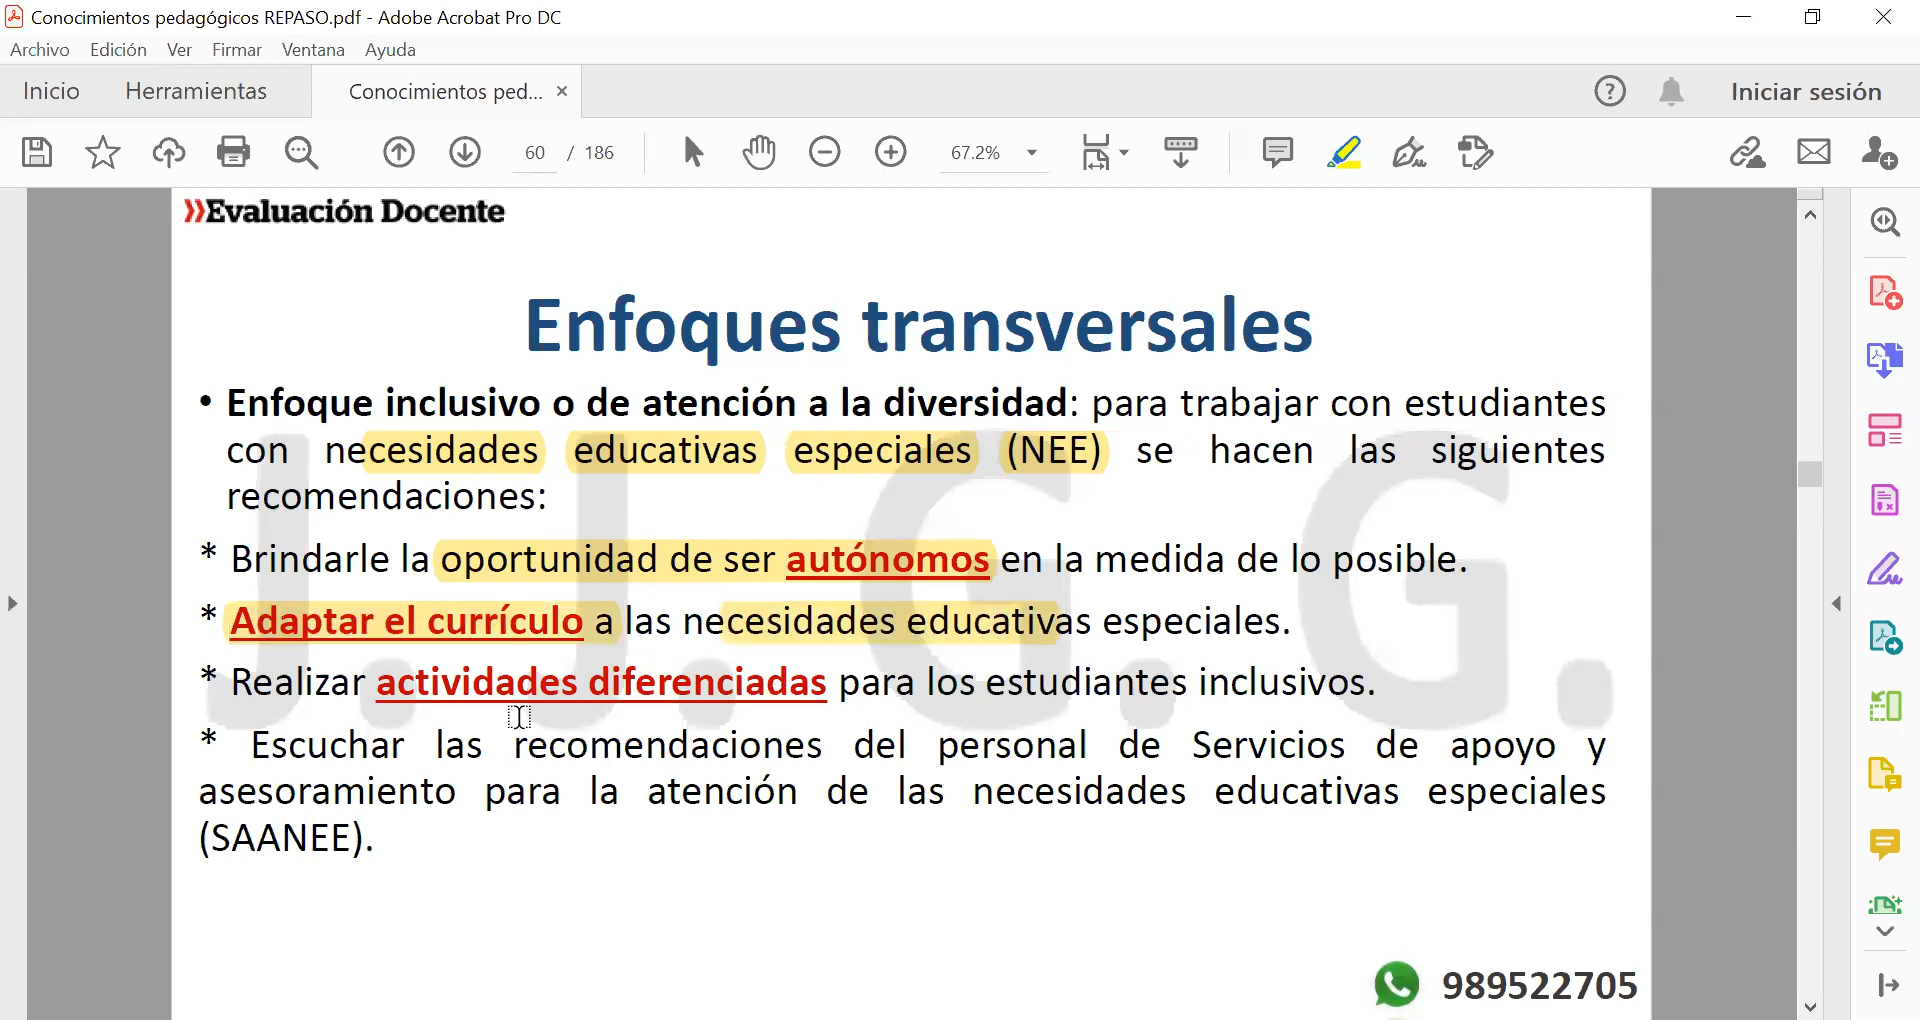 Conocimientos pedagógicos REPASO.pdf - Adobe Acrobat Pro DC
Archivo Edición Ver Firmar Ventana Ayuda
Inicio Herramientas Conocimientos ped... × Iniciar sesión
60 / 186 67.2%
»Evaluación Docente
Enfoques transversales
• Enfoque inclusivo o de atención a la diversidad: para trabajar con estudiantes
con necesidades educativas especiales (NEE) se hacen las siguientes
recomendaciones:
* Brindarle la oportunidad de ser autónomos en la medida de lo posible.
* Adaptar el currículo a las necesidades educativas especiales.
* Realizar actividades diferenciadas para los estudiantes inclusivos.
* Escuchar las recomendaciones del personal de Servicios de apoyo y
asesoramiento para la atención de las necesidades educativas especiales
(SAANEE).
J. J. G. G.
989522705